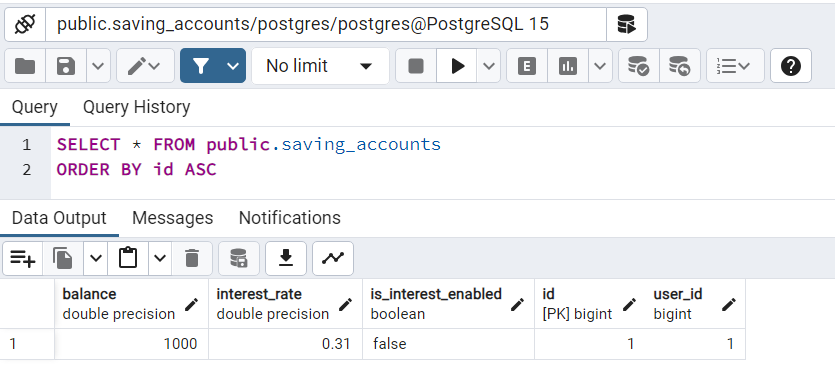 public.saving_accounts/postgres/postgres@PostgreSQL 15
No limit
E
Query Query History
1 SELECT * FROM public.saving_accounts
2 ORDER BY id ASC
Data Output Messages Notifications
balance interest_rate is_interest_enabled id user_id
double precision double precision boolean [PK] bigint bigint
1 1000 0.31 false 1 1